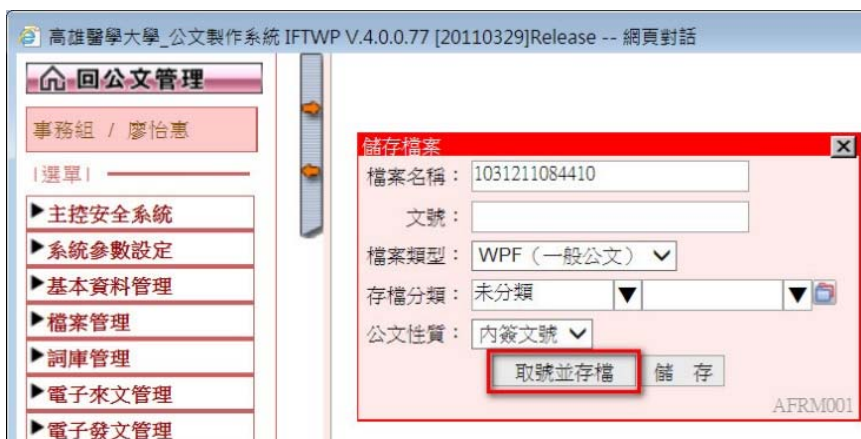 高雄醫學大學_公文製作系統 IFTWP V.4.0.0.77 [20110329]Release -- 網頁對話
回公文管理
事務組 / 廖怡惠
|選單|
主控安全系統
系統參數設定
基本資料管理
檔案管理
詞庫管理
電子來文管理
電子發文管理
儲存檔案
檔案名稱： 1031211084410
文號：
檔案類型： WPF（一般公文）
存檔分類： 未分類
公文性質： 內簽文號
取號並存檔 儲 存
AFRM001